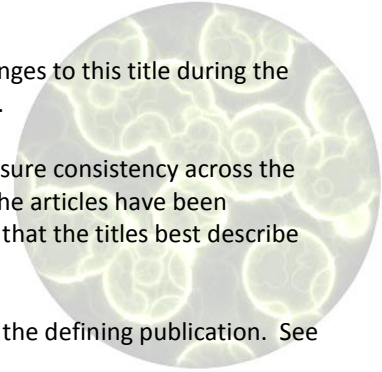 nges to this title during the
.
sure consistency across the
he articles have been
that the titles best describe
the defining publication. See